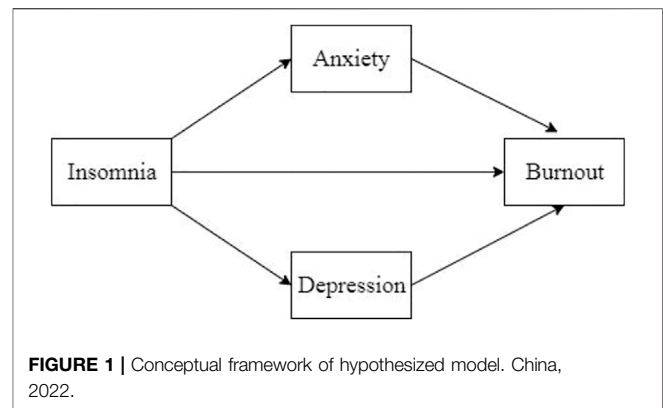 Anxiety
Insomnia
Burnout
Depression
FIGURE 1 | Conceptual framework of hypothesized model. China,
2022.